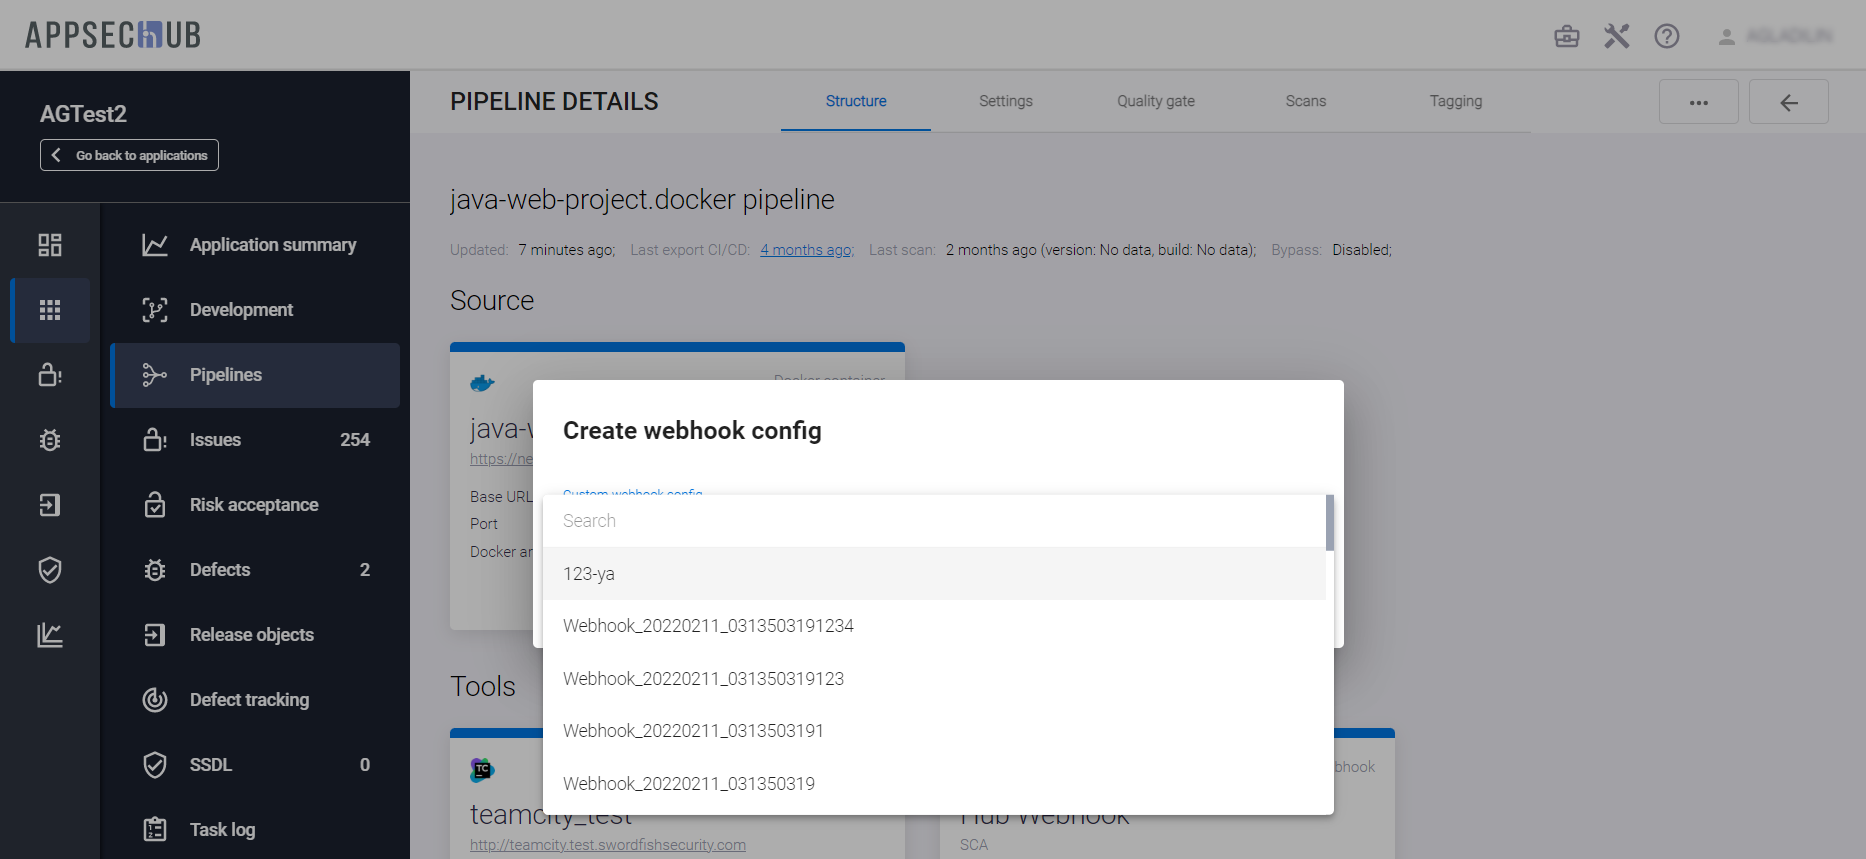 APPSECHUB
AGTest2
Go back to applications
PIPELINE DETAILS
Structure
Settings
Quality gate
Scans
Tagging
java-web-project.docker pipeline
Updated: 7 minutes ago; Last export CI/CD: 4 months ago; Last scan: 2 months ago (version: No data, build: No data); Bypass: Disabled;
Application summary
Development
Pipelines
Issues 254
Risk acceptance
Defects 2
Release objects
Defect tracking
SSDL 0
Task log
Source
Docker container
java-w
https://ne
Base URL
Port
Docker ar
Create webhook config
Custom webhook config
Search
123-ya
Webhook_20220211_0313503191234
Webhook_20220211_031350319123
Webhook_20220211_0313503191
Webhook_20220211_031350319
Tools
TC
teamcity_test
http://teamcity.test.swordfishsecurity.com
bhook
Hub Webhook
SCA